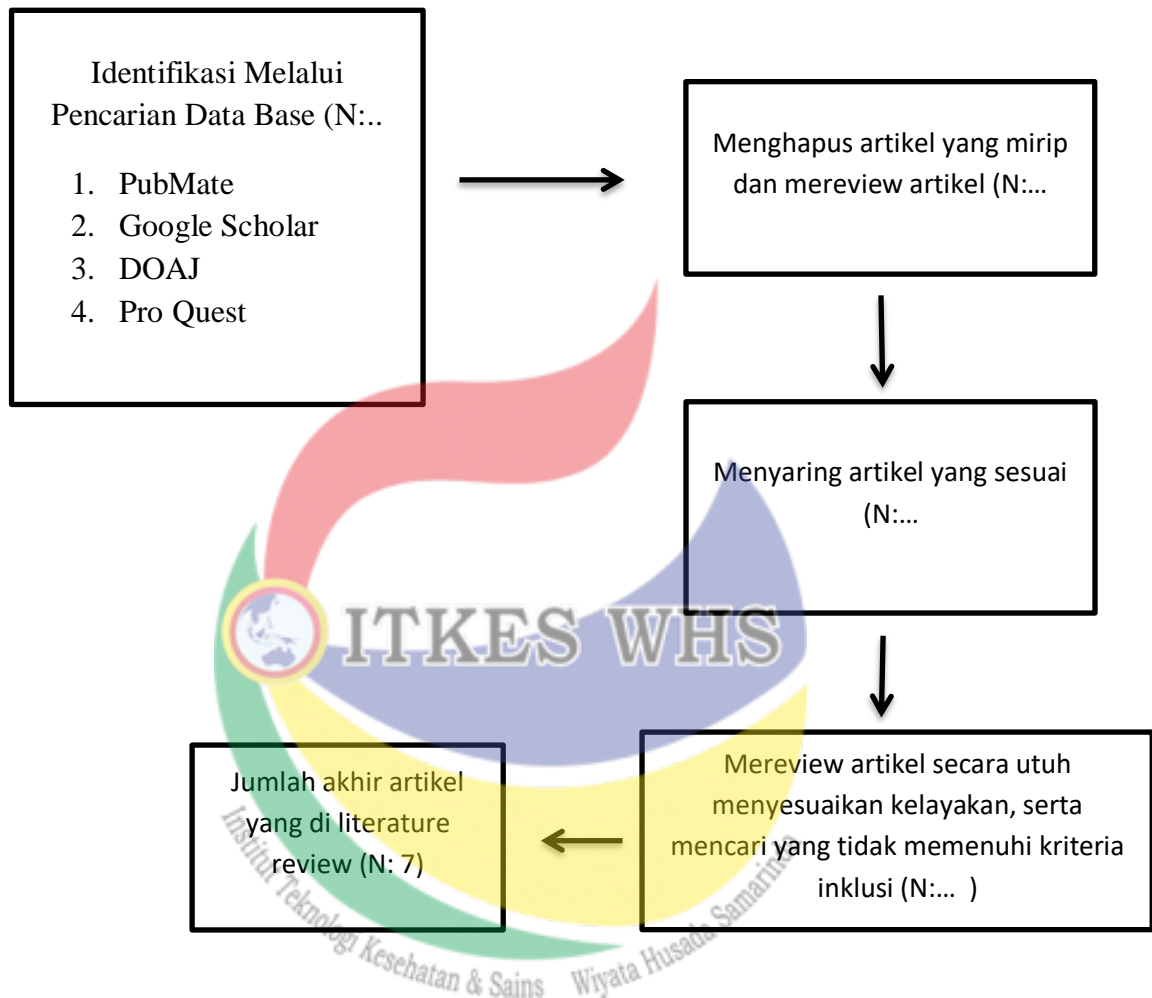 Identifikasi Melalui
Pencarian Data Base (N:..
1. PubMate
2. Google Scholar
3. DOAJ
4. Pro Quest
Menghapus artikel yang mirip
dan mereview artikel (N:...
Menyaring artikel yang sesuai
(N:...
ITKES WHS
Mereview artikel secara utuh
menyesuaikan kelayakan, serta
mencari yang tidak memenuhi kriteria
inklusi (N:... )
Jumlah akhir artikel
yang di literature
review (N: 7)
Institut Teknologi Kesehatan & Sains Wiyata Husada Samarinda